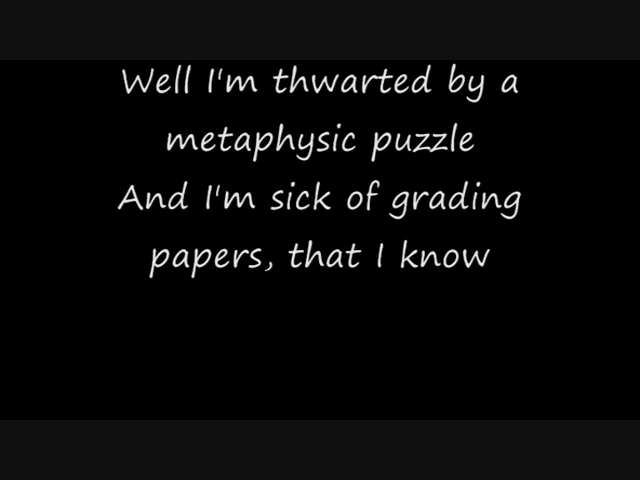 Well I'm thwarted by a
metaphysic puzzle
And I'm sick of grading
papers, that I know